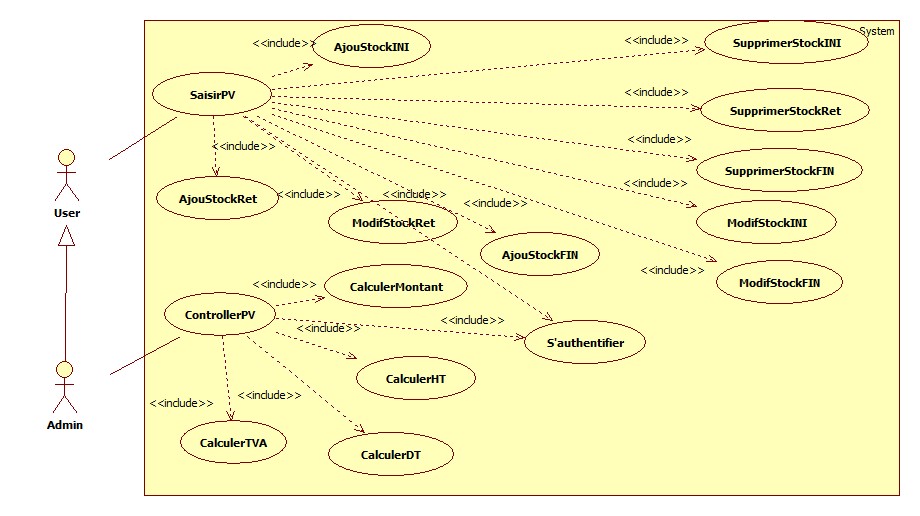 System
<<include>>
AjouStockINI
<<include>>
SupprimerStockINI
SaisirPV
<<include>>
SupprimerStockRet
<<include>>
<<include>>
SupprimerStockFIN
<<include>>
AjouStockRet
<<include>>
<<include>>
<<include>>
User
ModifStockRet
ModifStockINI
AjouStockFIN
<<include>>
ModifStockFIN
<<include>>
CalculerMontant
ControllerPV
<<include>>
<<include>>
S'authentifier
CalculerHT
<<include>>
<<include>>
Admin
CalculerTVA
CalculerDT